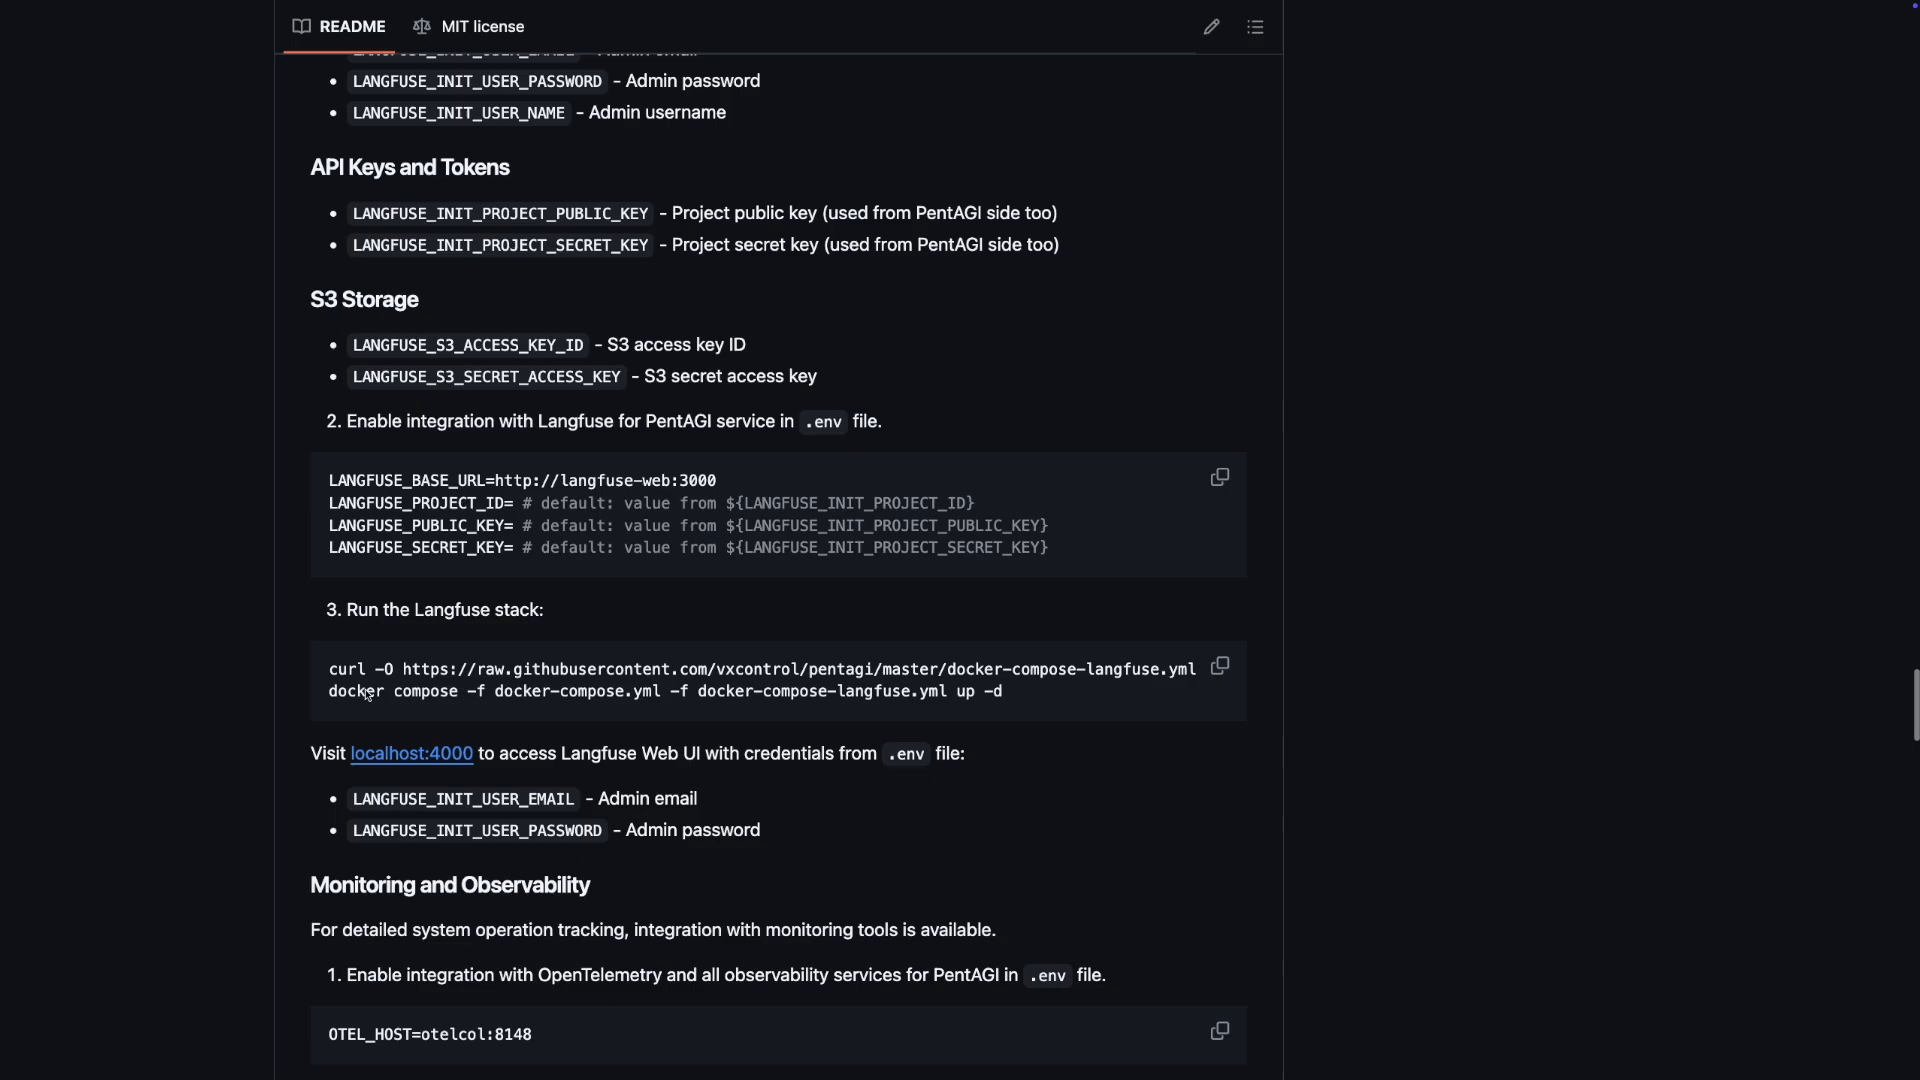 README
MIT license
LANGFUSE_INIT_USER_PASSWORD - Admin password
LANGFUSE_INIT_USER_NAME - Admin username
API Keys and Tokens
LANGFUSE_INIT_PROJECT_PUBLIC_KEY - Project public key (used from PentAGI side too)
LANGFUSE_INIT_PROJECT_SECRET_KEY - Project secret key (used from PentAGI side too)
S3 Storage
LANGFUSE_S3_ACCESS_KEY_ID - S3 access key ID
LANGFUSE_S3_SECRET_ACCESS_KEY - S3 secret access key
2. Enable integration with Langfuse for PentAGI service in .env file.
LANGFUSE_BASE_URL=http://langfuse-web:3000
LANGFUSE_PROJECT_ID= # default: value from ${LANGFUSE_INIT_PROJECT_ID}
LANGFUSE_PUBLIC_KEY= # default: value from ${LANGFUSE_INIT_PROJECT_PUBLIC_KEY}
LANGFUSE_SECRET_KEY= # default: value from ${LANGFUSE_INIT_PROJECT_SECRET_KEY}
3. Run the Langfuse stack:
curl -O https://raw.githubusercontent.com/vxcontrol/pentagi/master/docker-compose-langfuse.yml
docker compose -f docker-compose.yml -f docker-compose-langfuse.yml up -d
Visit localhost:4000 to access Langfuse Web UI with credentials from .env file:
LANGFUSE_INIT_USER_EMAIL - Admin email
LANGFUSE_INIT_USER_PASSWORD - Admin password
Monitoring and Observability
For detailed system operation tracking, integration with monitoring tools is available.
1. Enable integration with OpenTelemetry and all observability services for PentAGI in .env file.
OTEL_HOST=otelcol:8148